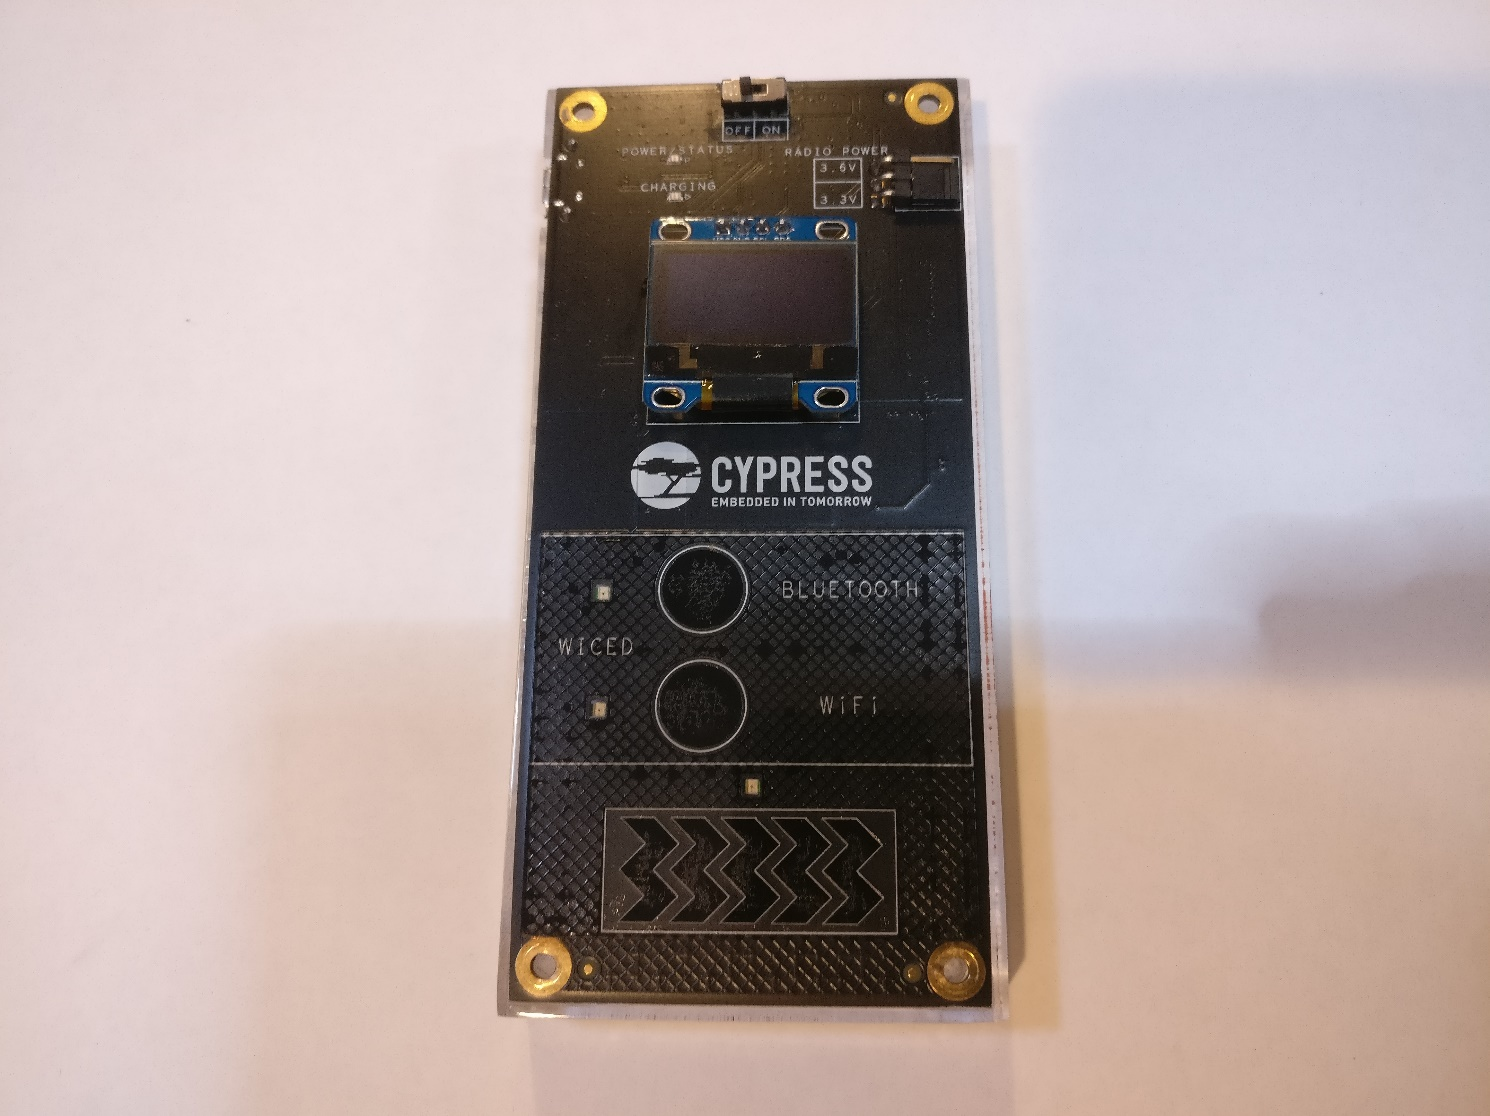 OFF ON
POWER/STATUS
RADIO POWER
3.6V
CHARGING
3.3V
CYPRESS
EMBEDDED IN TOMORROW
BLUETOOTH
WICED
WiFi